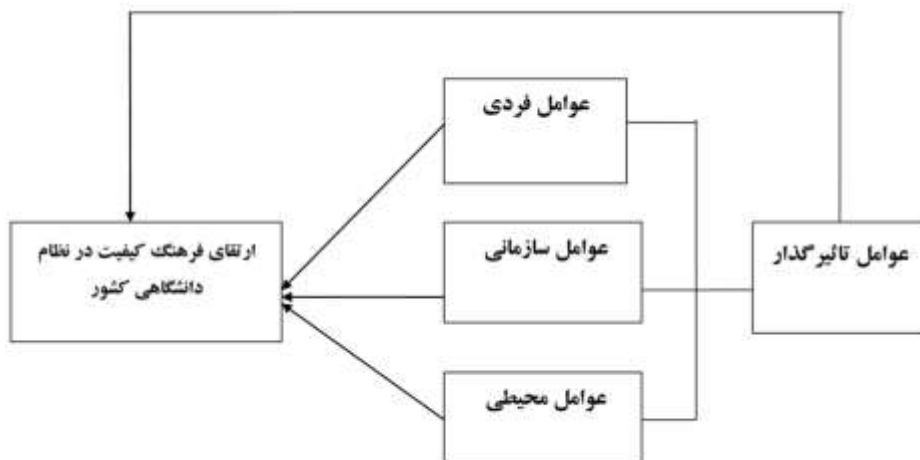 عوامل فردی
عوامل تاثیرگذار
عوامل سازمانی
ارتقای فرهنگ کیفیت در نظام
دانشگاهی کشور
عوامل محیطی